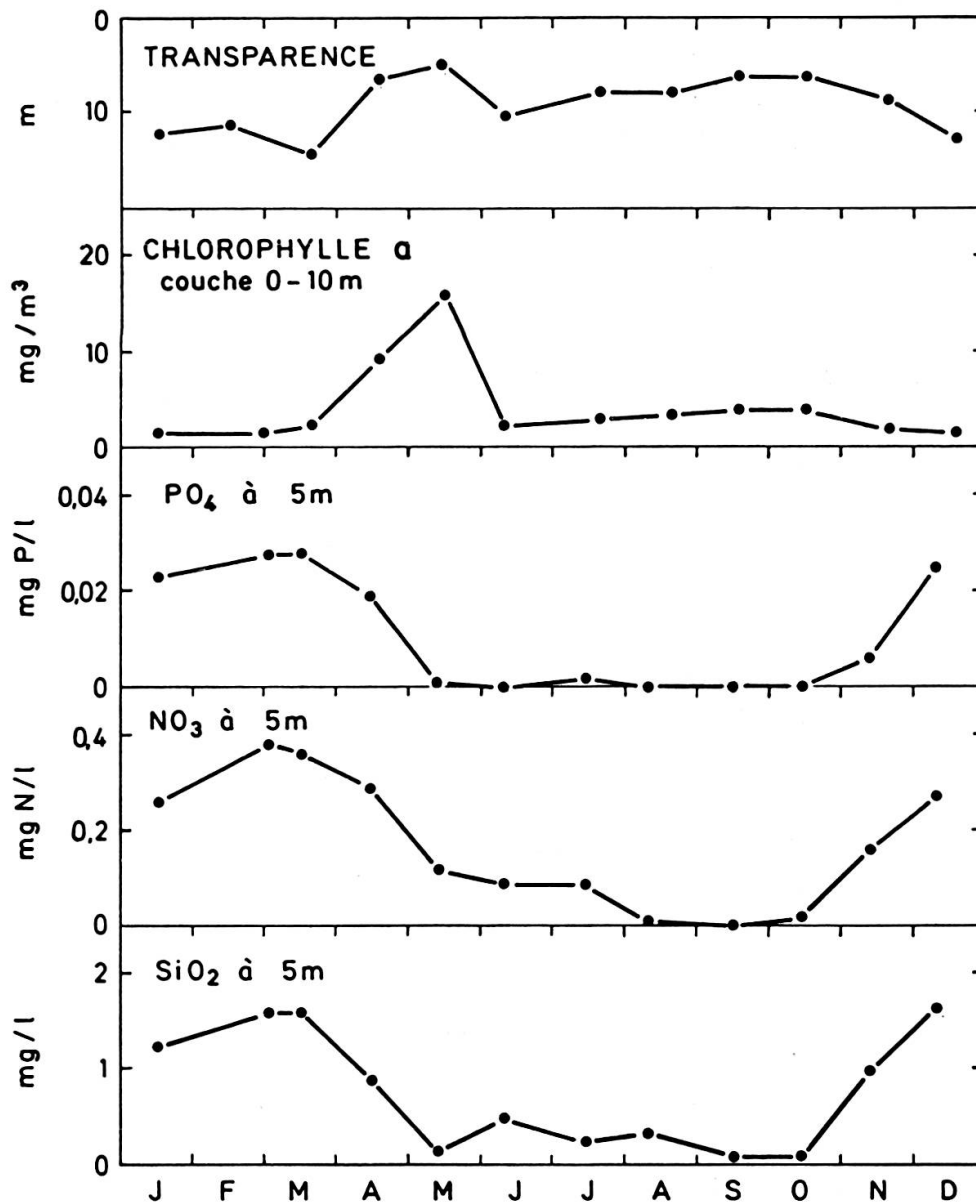 0
TRANSPARENCE
m
10
CHLOROPHYLLE a
couche 0-10m
20
mg/m³
10
0
PO₄ à 5m
0,04
mg P/l
0,02
0
NO₃ à 5m
0,4
mg N/l
0,2
0
SiO₂ à 5m
2
mg/l
1
0
J F M A M J J A S O N D